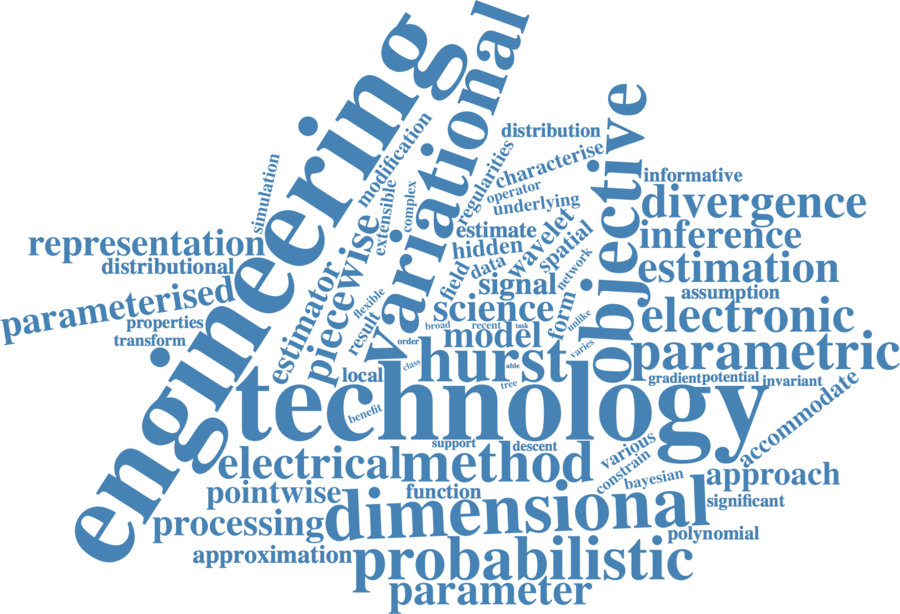 engineering
variational
objective
technology
distribution
characterise
regularities
operator
underlying
modification
simulation
extensible
complex
informative
divergence
representation
distributional
parameterised
properties
transform
estimator
piecewise
flexible
result
estimate
hidden
field
data
wavelet
spatial
signal
network
science
form
unlike
broad
recent
task
model
order
class
hurst
able
varies
tree
local
benefit
inference
estimation
assumption
electronic
parametric
gradient
potential
invariant
accommodate
support
descent
electrical
method
various
constrain
bayesian
approach
pointwise
function
significant
processing
dimensional
polynomial
approximation
probabilistic
parameter